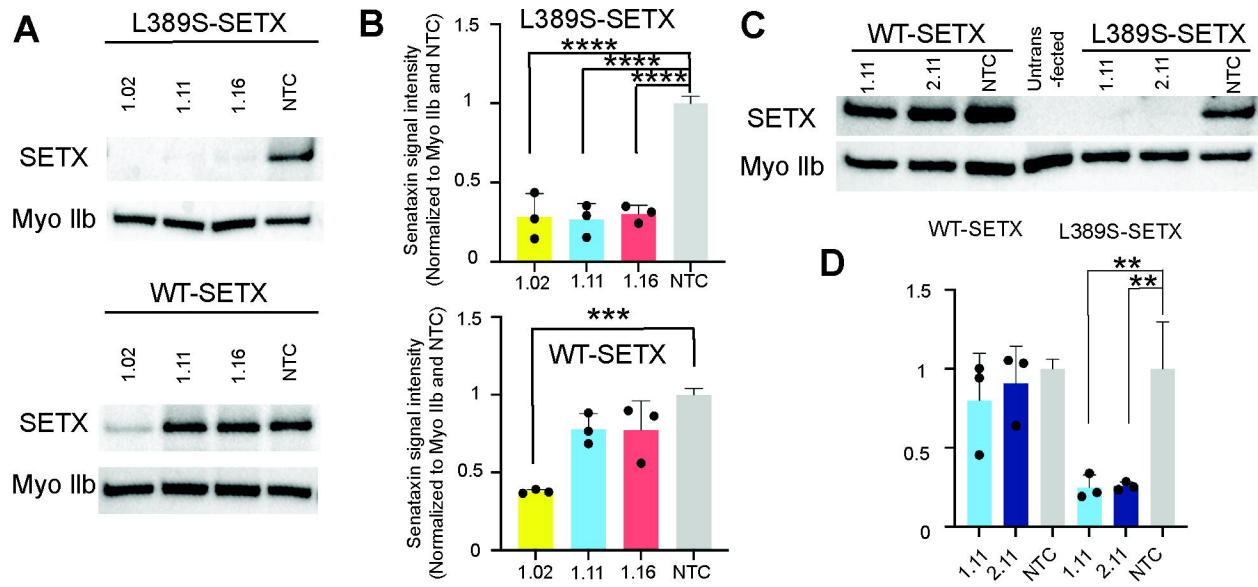 A
L389S-SETX
1.02
1.11
1.16
NTC
SETX
Myo IIb
WT-SETX
1.02
1.11
1.16
NTC
SETX
Myo IIb
B
L389S-SETX
Senataxin signal intensity
(Normalized to Myo IIb and NTC)
1.5
1
0.5
0
****
****
****
1.02
1.11
1.16
NTC
WT-SETX
Senataxin signal intensity
(Normalized to Myo IIb and NTC)
1.5
1
0.5
0
***
1.02
1.11
1.16
NTC
C
WT-SETX
Untrans
-fected
L389S-SETX
1.11
2.11
NTC
1.11
2.11
NTC
SETX
Myo IIb
D
WT-SETX
L389S-SETX
**
**
1.5
1
0.5
0
1.11
2.11
NTC
1.11
2.11
NTC